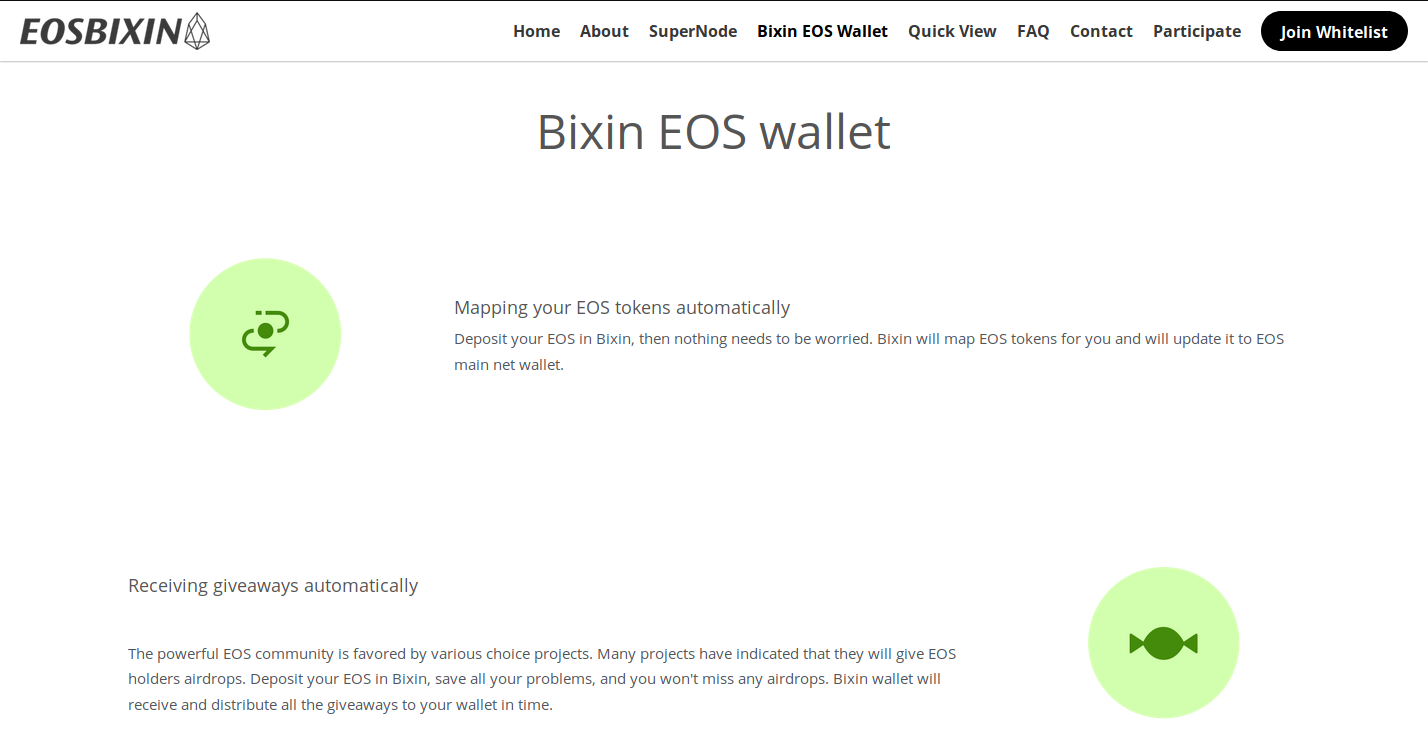 EOSBIXIN
Home About SuperNode Bixin EOS Wallet Quick View FAQ Contact Participate Join Whitelist
Bixin EOS wallet
Mapping your EOS tokens automatically
Deposit your EOS in Bixin, then nothing needs to be worried. Bixin will map EOS tokens for you and will update it to EOS
main net wallet.
Receiving giveaways automatically
The powerful EOS community is favored by various choice projects. Many projects have indicated that they will give EOS
holders airdrops. Deposit your EOS in Bixin, save all your problems, and you won't miss any airdrops. Bixin wallet will
receive and distribute all the giveaways to your wallet in time.